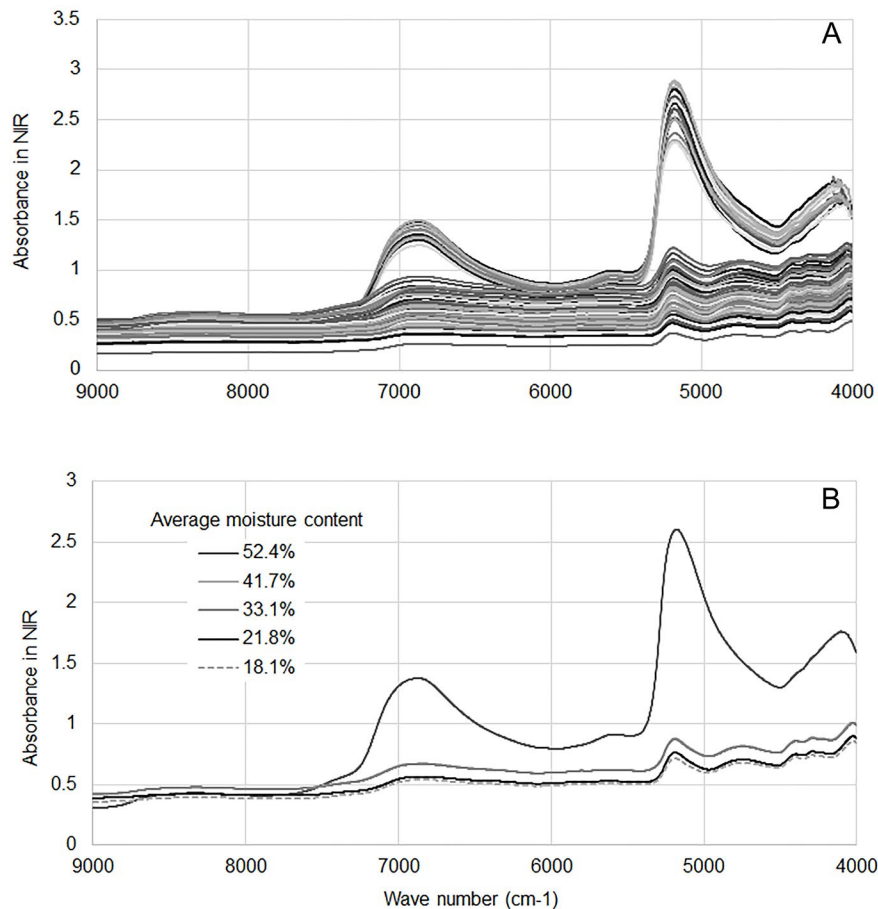 A
3.5
3
2.5
2
1.5
1
0.5
0
Absorbance in NIR
9000 8000 7000 6000 5000 4000
B
3
2.5
2
1.5
1
0.5
0
Absorbance in NIR
Average moisture content
52.4%
41.7%
33.1%
21.8%
18.1%
9000 8000 7000 6000 5000 4000
Wave number (cm-1)